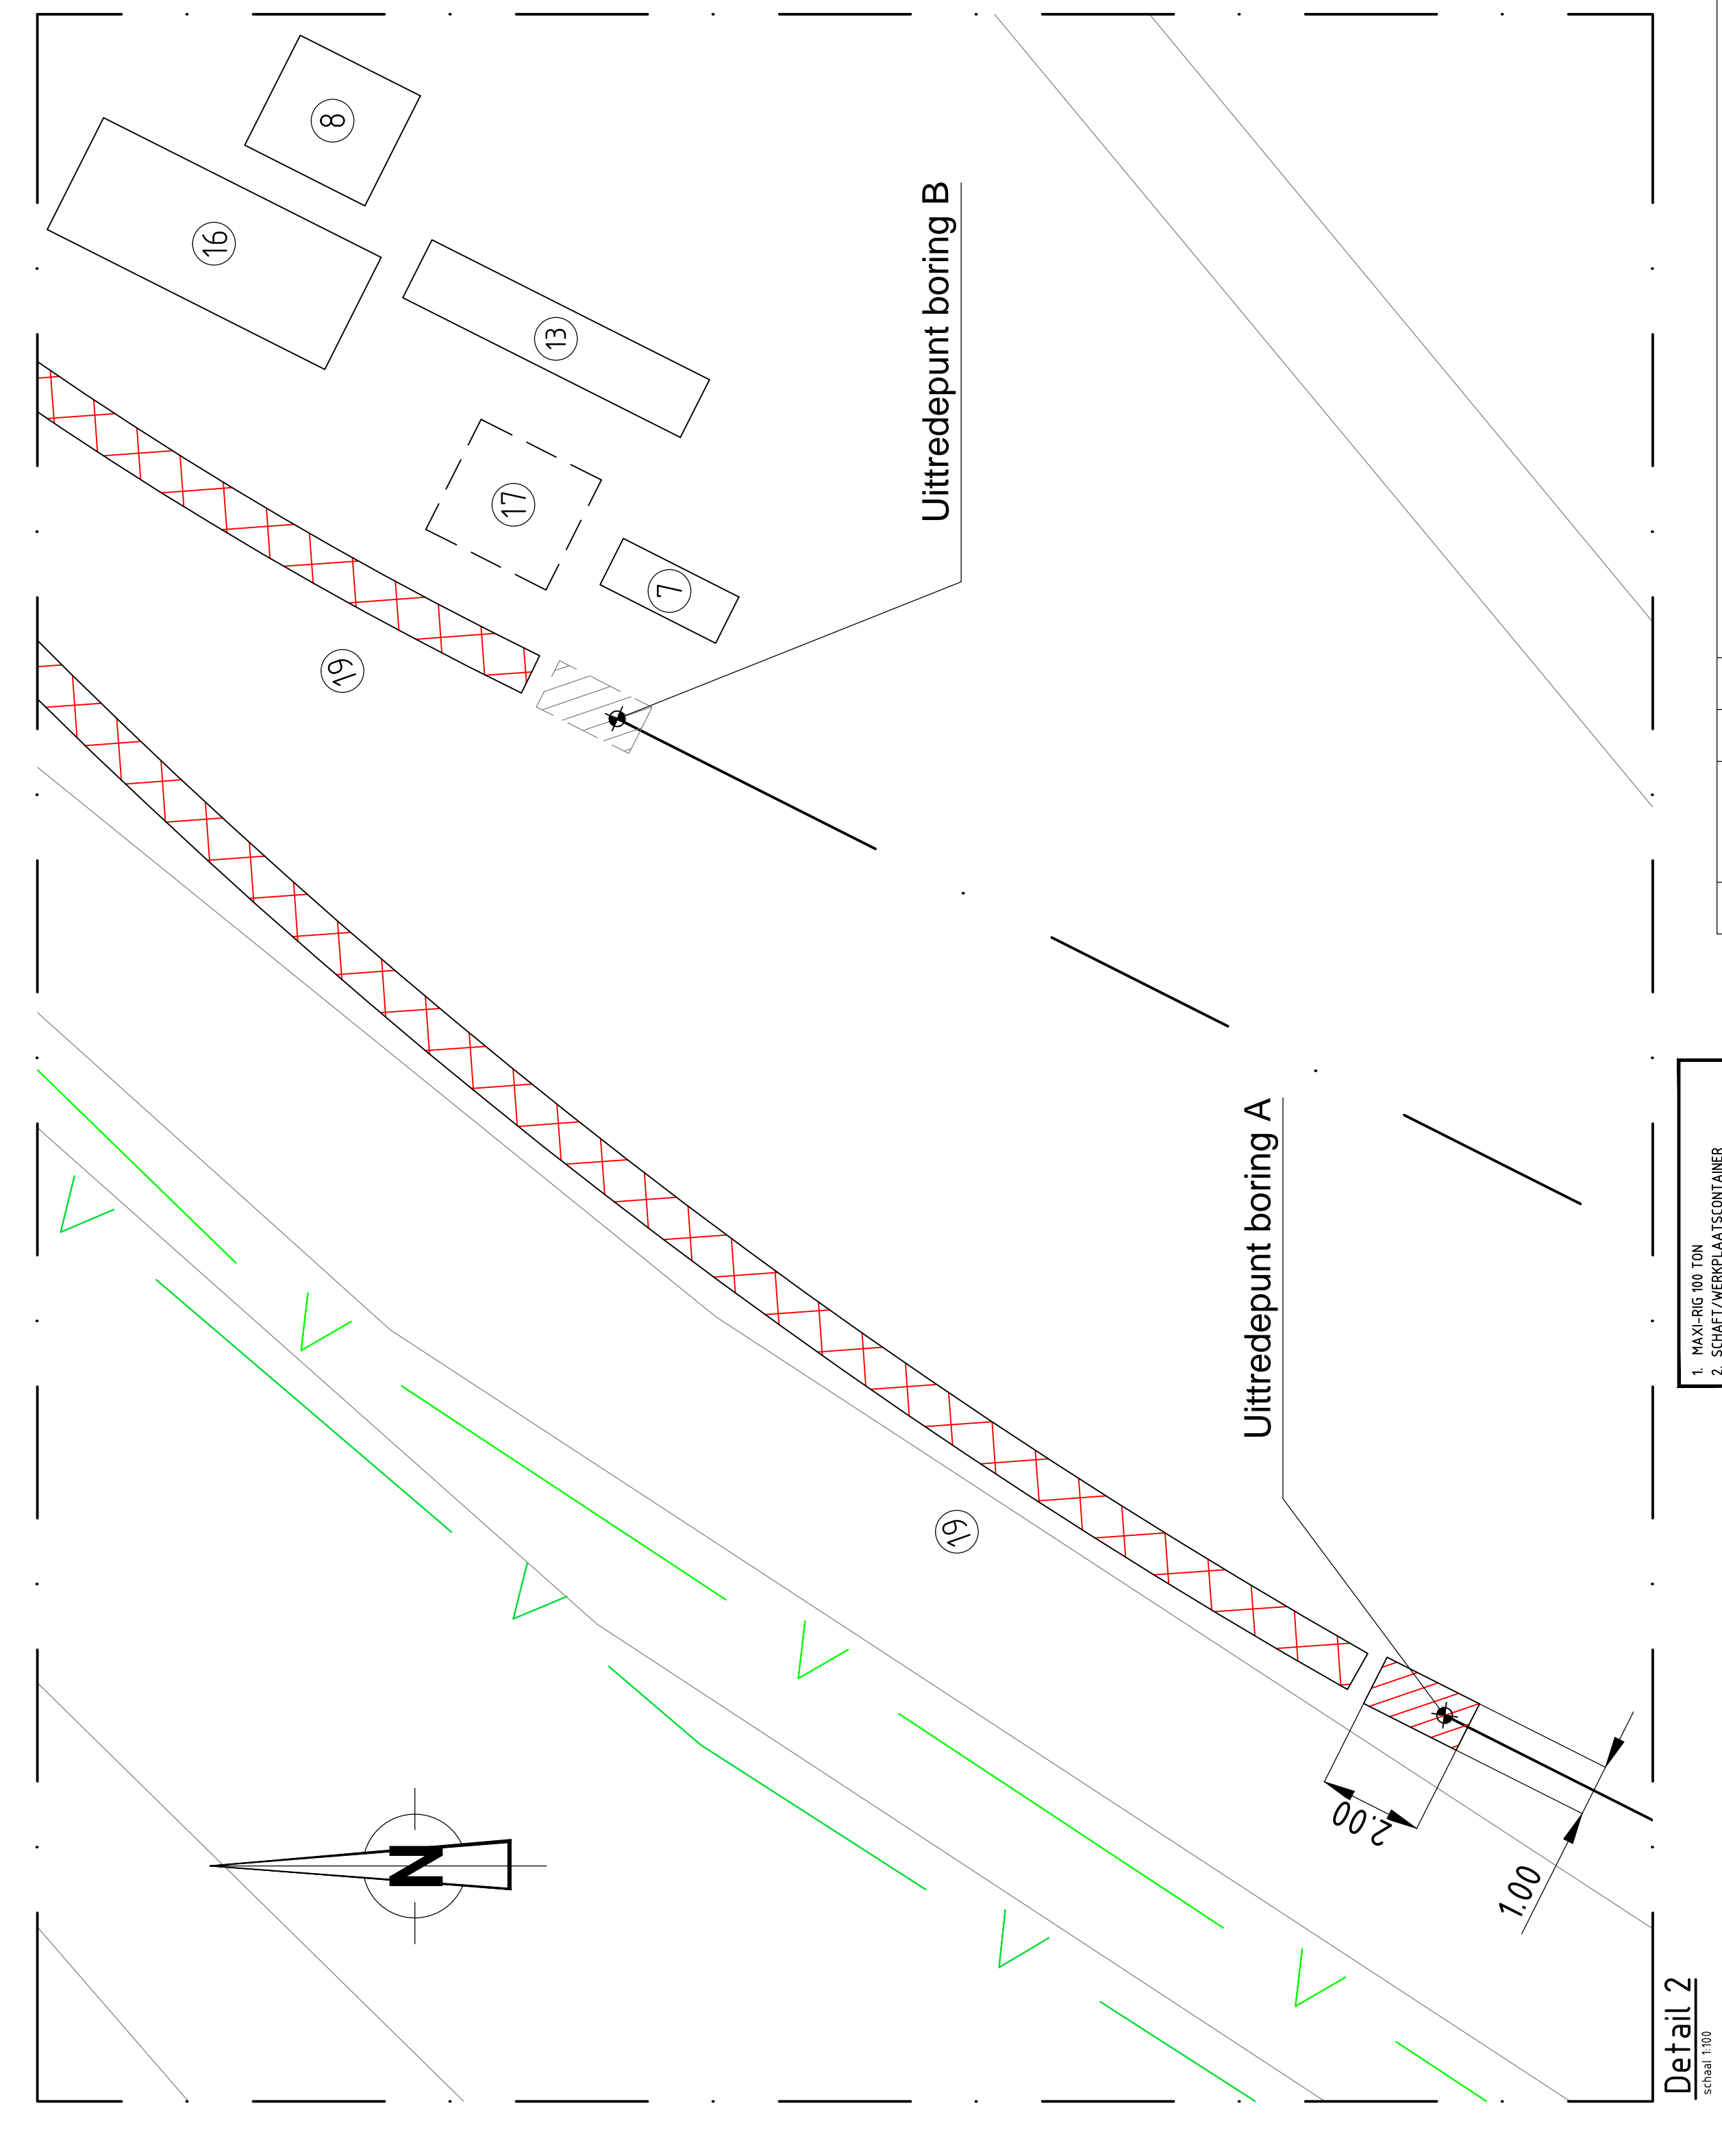 8
16
13
17
7
19
Uittredepunt boring B
Uittredepunt boring A
19
N
2.00
1.00
Detail 2
schaal 1:100
1. MAXI-RIG 100 TON
2. SCHAFT/WERKPLAATSCONTAINER